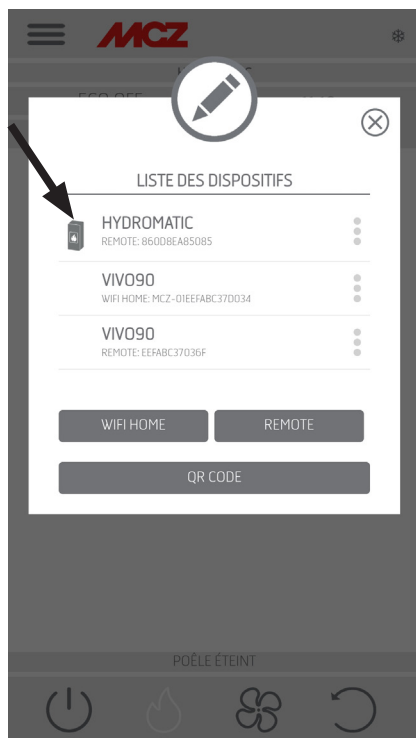 MCZ
LISTE DES DISPOSITIFS
HYDROMATIC
REMOTE: 860D8EA85085
VIVO90
WIFI HOME: MCZ-01EEFABC37D034
VIVO90
REMOTE: EEFABC37036F
WIFI HOME
REMOTE
QR CODE
POÊLE ÉTEINT